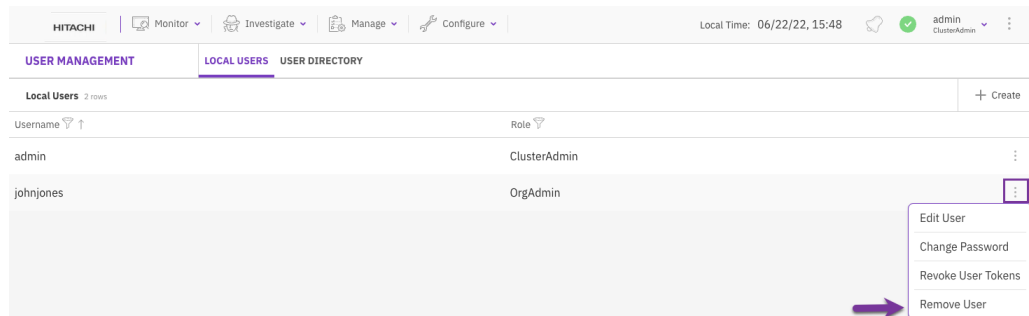 HITACHI Monitor Investigate Manage Configure Local Time: 06/22/22, 15:48 admin
ClusterAdmin
USER MANAGEMENT LOCAL USERS USER DIRECTORY
Local Users 2 rows + Create
Username ↑ Role
admin ClusterAdmin
johnjones OrgAdmin
Edit User
Change Password
Revoke User Tokens
Remove User